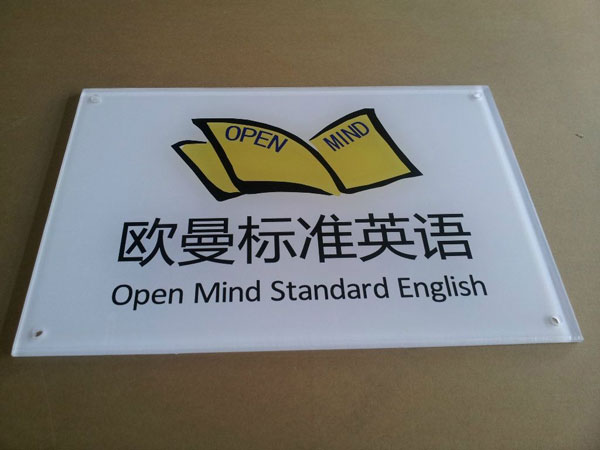 OPEN MIND
欧曼标准英语
Open Mind Standard English